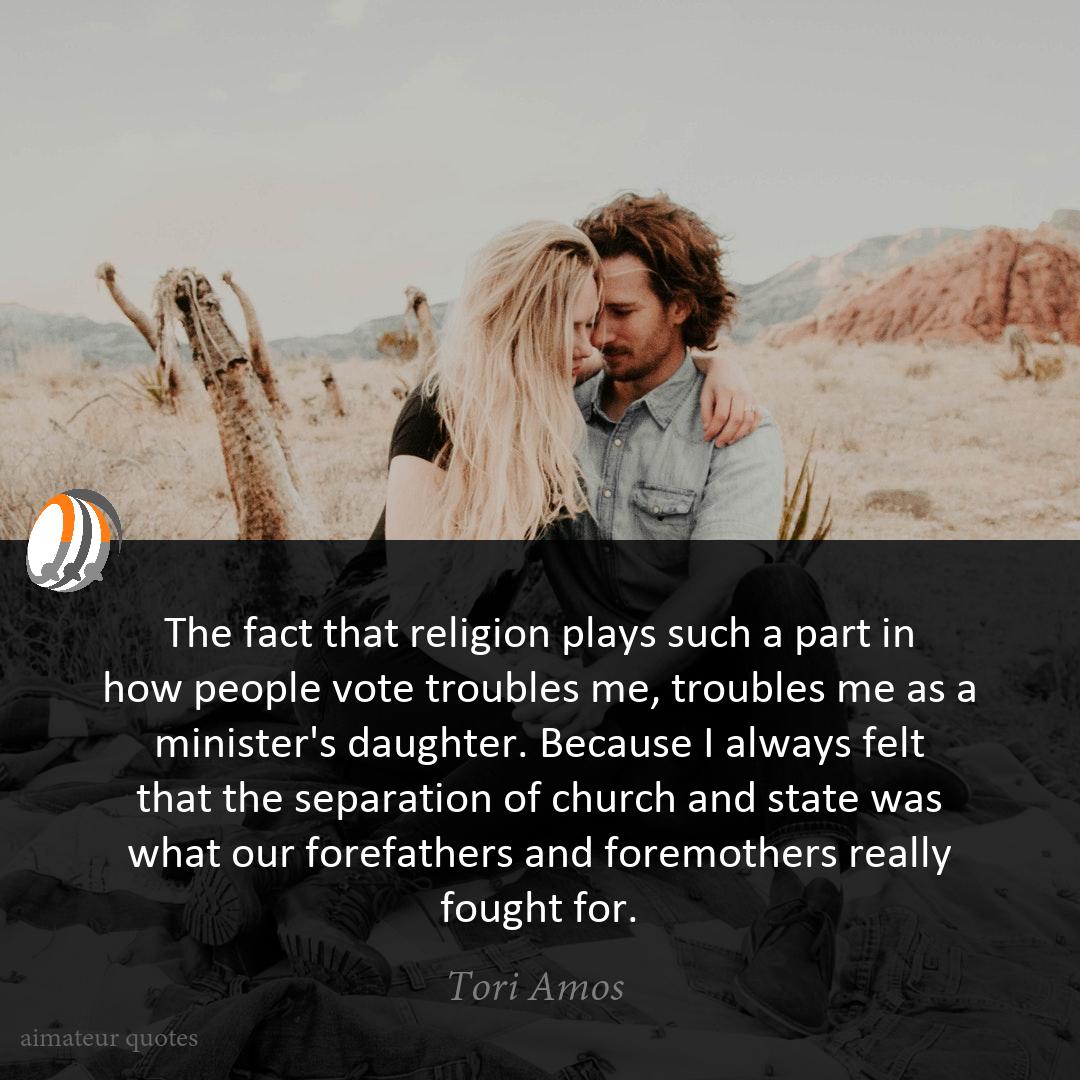 The fact that religion plays such a part in
how people vote troubles me, troubles me as a
minister's daughter. Because I always felt
that the separation of church and state was
what our forefathers and foremothers really
fought for.
Tori Amos
aimateur quotes